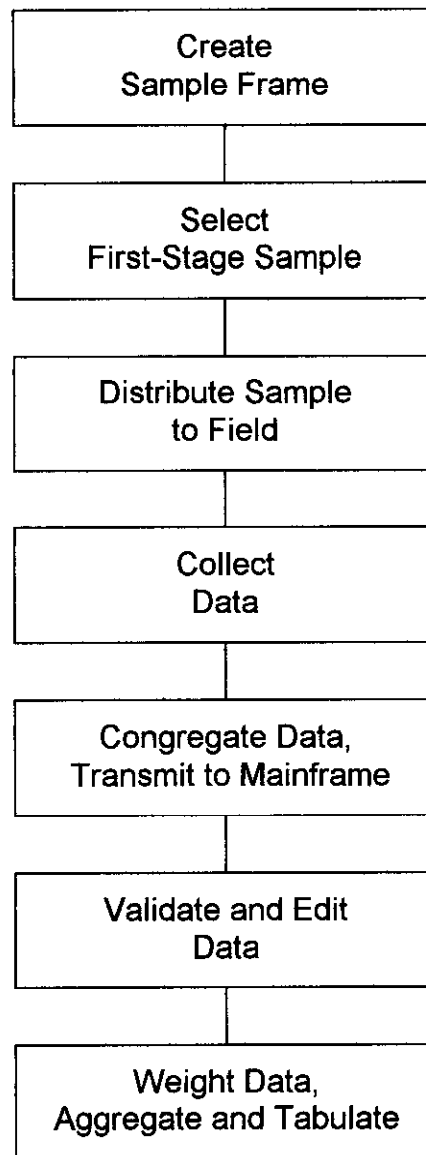 Create
Sample Frame
Select
First-Stage Sample
Distribute Sample
to Field
Collect
Data
Congregate Data,
Transmit to Mainframe
Validate and Edit
Data
Weight Data,
Aggregate and Tabulate